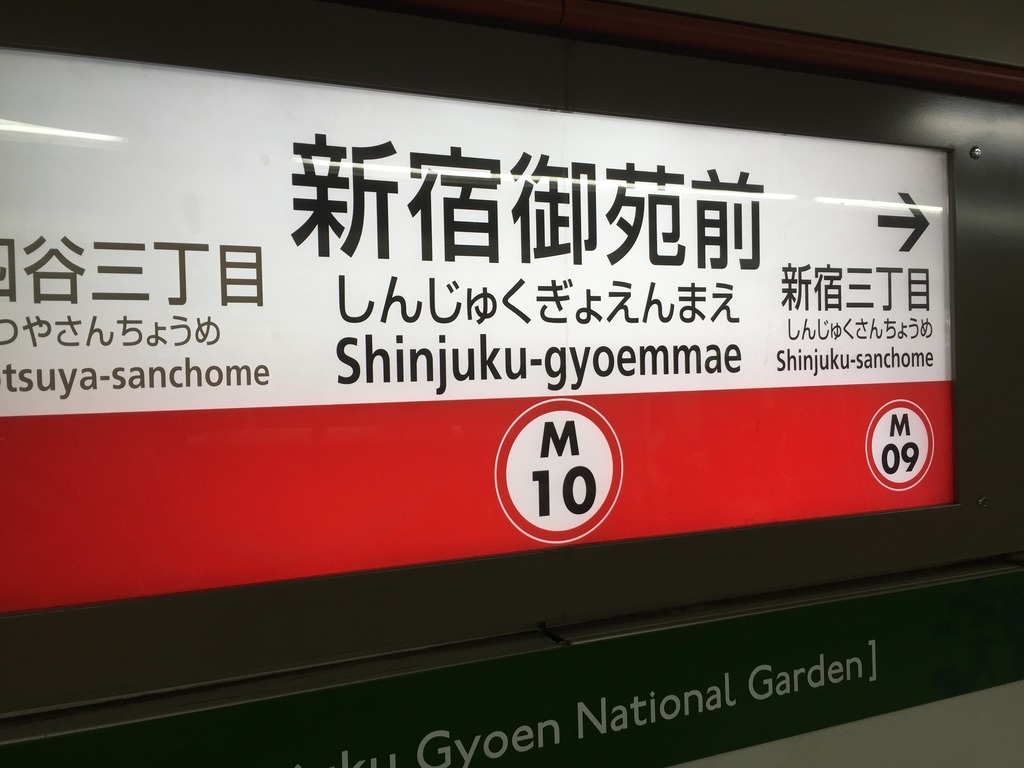 新宿御苑前
しんじゅくぎょえんまえ
Shinjuku-gyoemmae
M
10
谷三丁目
つやさんちょうめ
otsuya-sanchome
→
新宿三丁目
しんじゅくさんちょうめ
Shinjuku-sanchome
M
09
Gyoen National Garden]